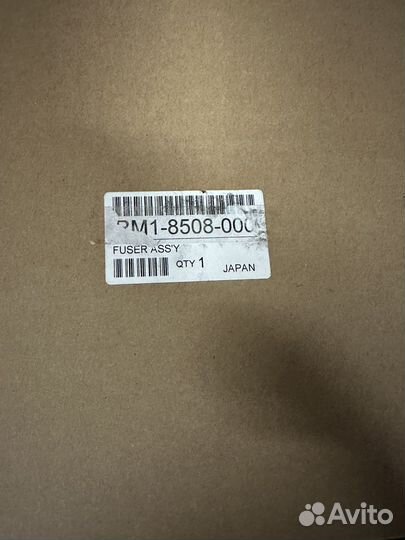 RM1-8508-000
FUSER ASS'Y
QTY 1
JAPAN
Avito